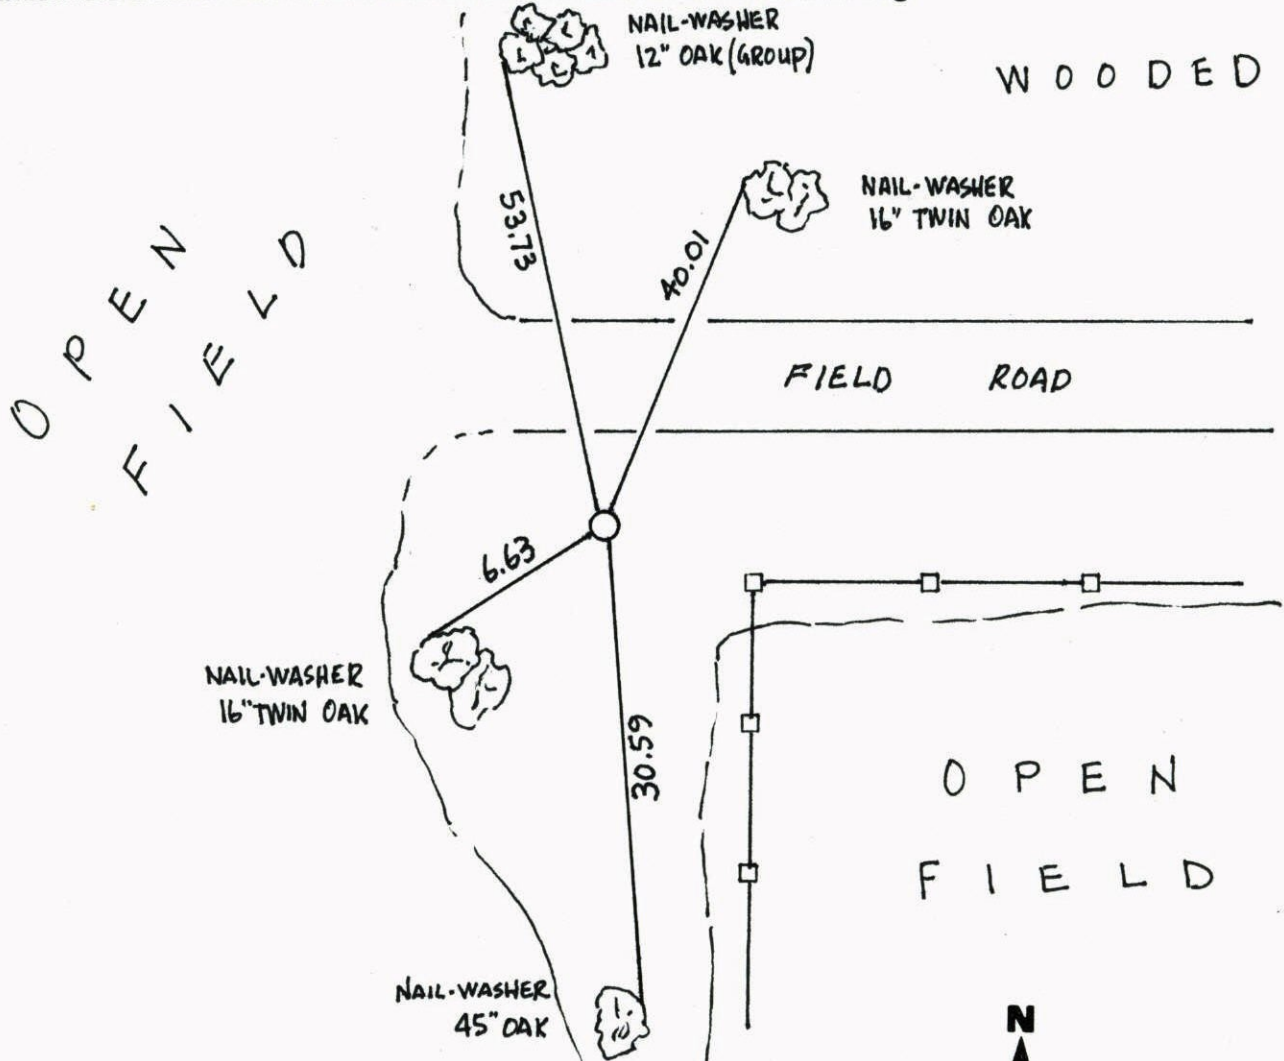 NAIL-WASHER
12" OAK (GROUP)
WOODED
NAIL-WASHER
16" TWIN OAK
53.73
40.01
OPEN
FIELD
FIELD ROAD
6.63
NAIL-WASHER
16" TWIN OAK
30.59
OPEN
FIELD
NAIL-WASHER
45" OAK
N